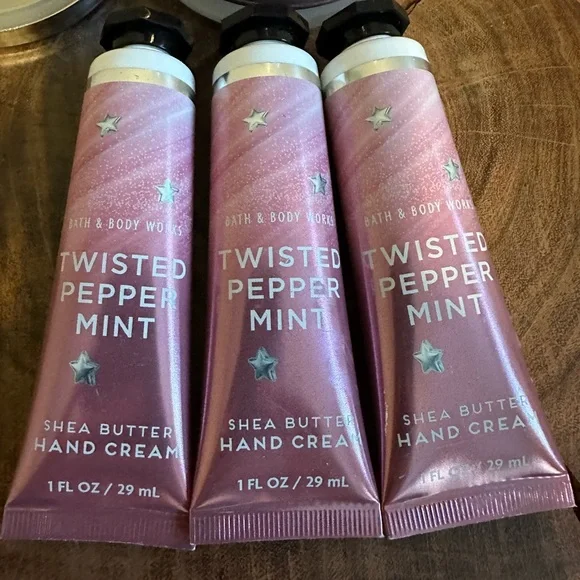 BATH & BODY WORKS
TWISTED
PEPPER
MINT
SHEA BUTTER
HAND CREAM
1 FL OZ / 29 mL
BATH & BODY WORKS
TWISTED
PEPPER
MINT
SHEA BUTTER
HAND CREAM
1 FL OZ / 29 mL
BATH & BODY WORKS
TWISTED
PEPPER
MINT
SHEA BUTTER
HAND CREAM
1 FL OZ / 29 mL